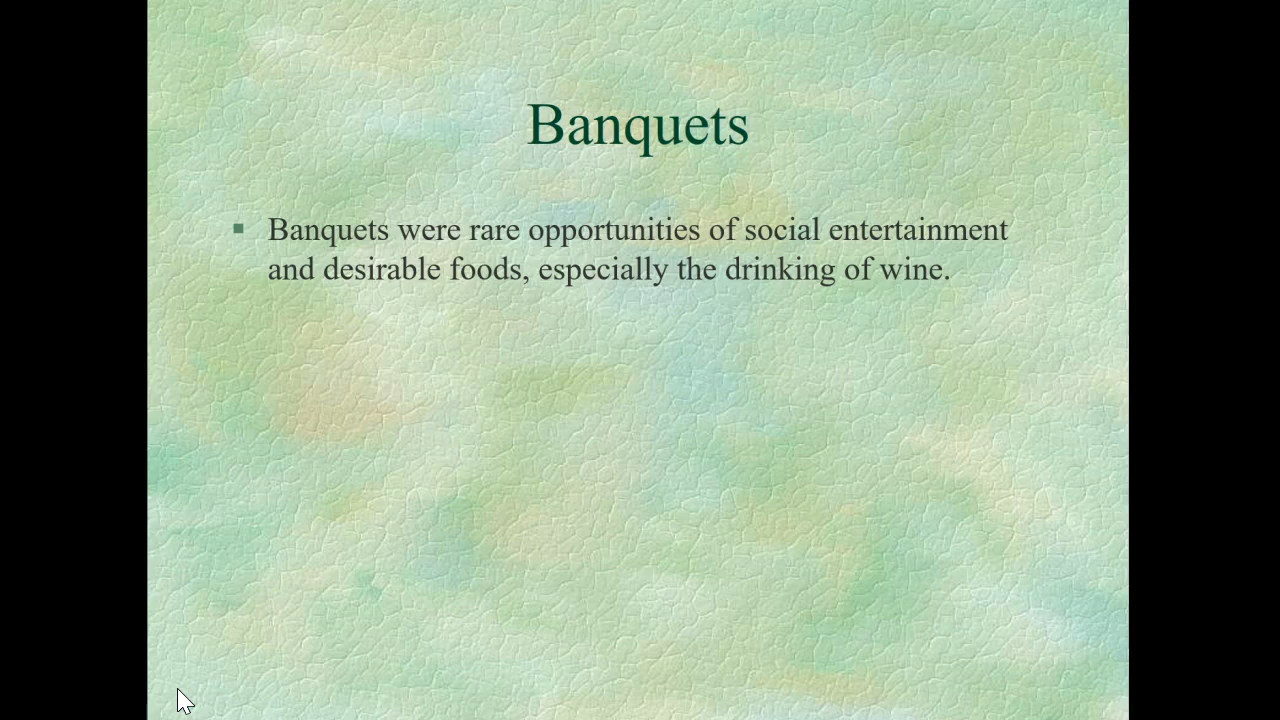 Banquets
Banquets were rare opportunities of social entertainment
and desirable foods, especially the drinking of wine.